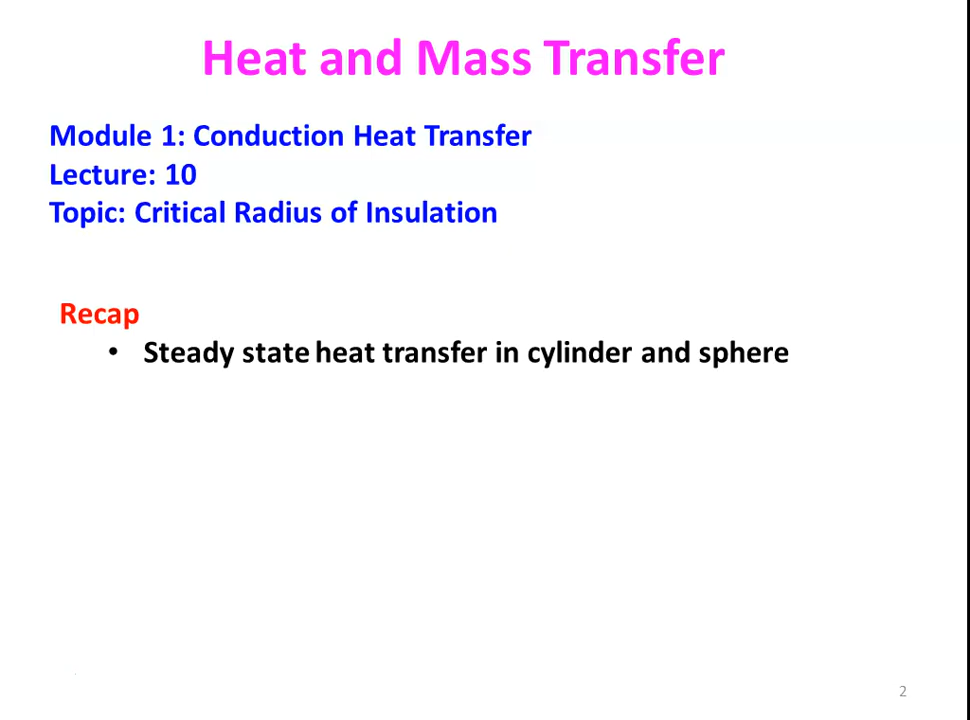 Heat and Mass Transfer
Module 1: Conduction Heat Transfer
Lecture: 10
Topic: Critical Radius of Insulation
Recap
• Steady state heat transfer in cylinder and sphere
2